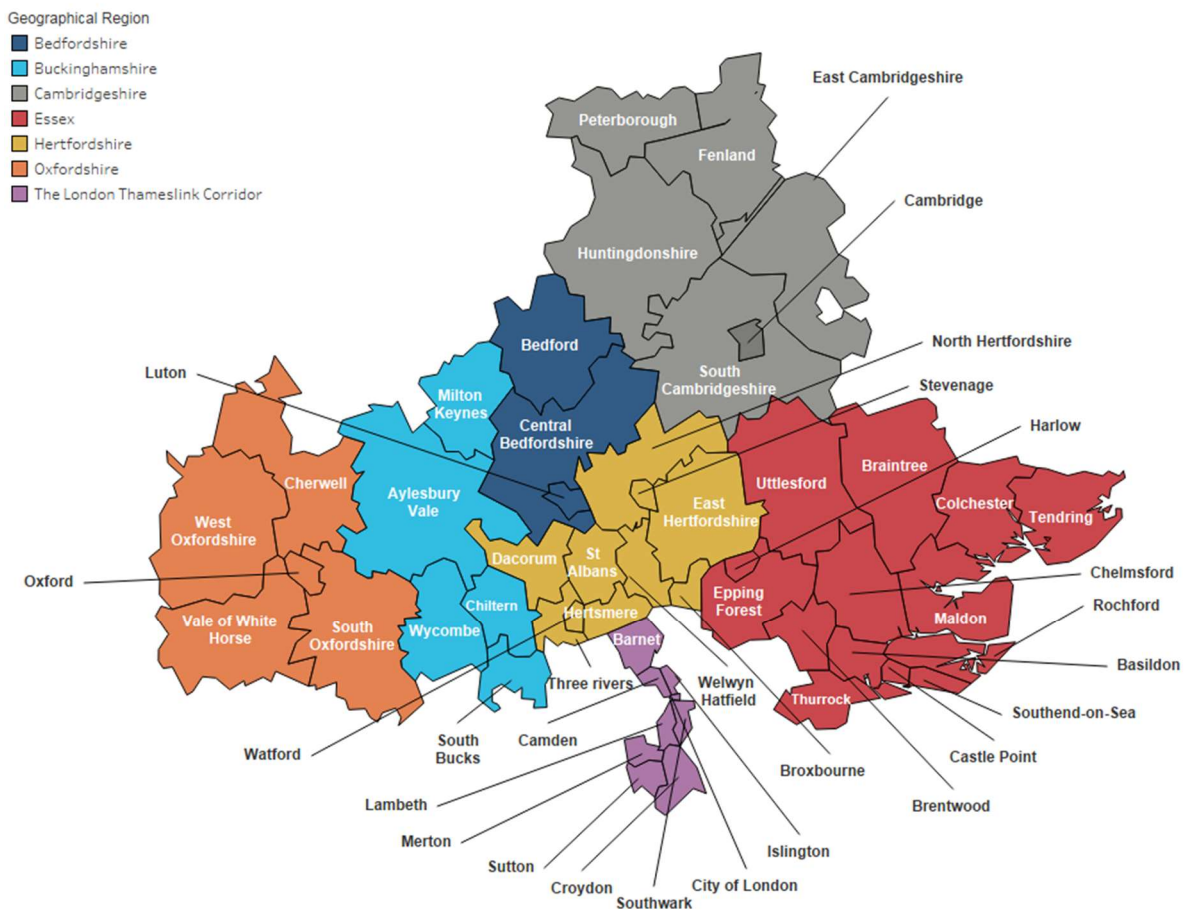 Geographical Region
Bedfordshire
Buckinghamshire
Cambridgeshire
Essex
Hertfordshire
Oxfordshire
The London Thameslink Corridor
East Cambridgeshire
Peterborough
Fenland
Cambridge
Huntingdonshire
North Hertfordshire
Bedford
Luton
South
Cambridgeshire
Stevenage
Milton
Keynes
Central
Bedfordshire
Harlow
Braintree
Cherwell
Uttlesford
Aylesbury
Vale
Colchester
Tendring
West
Oxfordshire
East
Hertfordshire
Dacorum
St
Albans
Oxford
Chelmsford
Epping
Forest
Chiltern
Hertsmere
Rochford
Vale of White
Horse
South
Oxfordshire
Wycombe
Maldon
Barnet
Basildon
Three rivers
Welwyn
Hatfield
Thurrock
Southend-on-Sea
Watford
South
Bucks
Camden
Castle Point
Broxbourne
Lambeth
Brentwood
Merton
Islington
Sutton
Croydon
City of London
Southwark